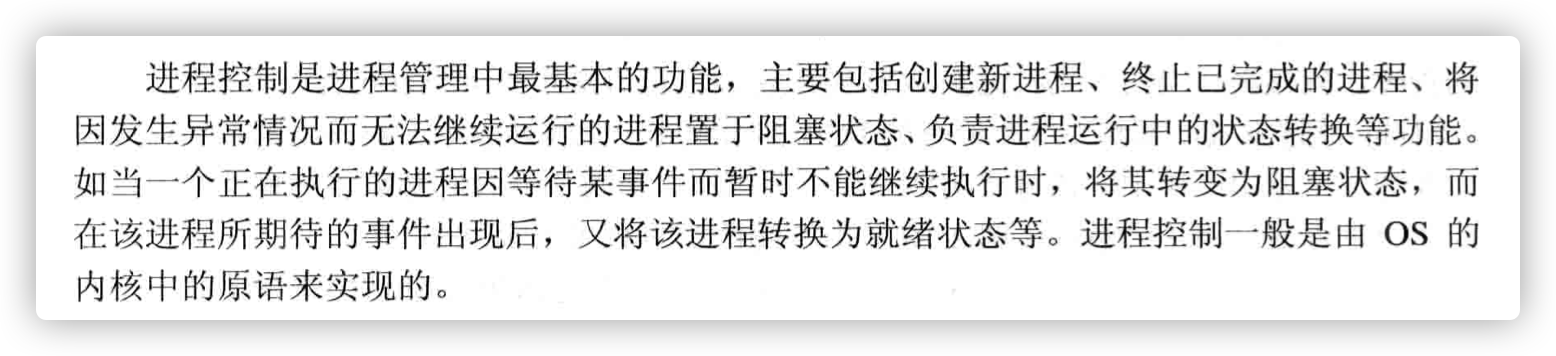 进程控制是进程管理中最基本的功能，主要包括创建新进程、终止已完成的进程、将
因发生异常情况而无法继续运行的进程置于阻塞状态、负责进程运行中的状态转换等功能。
如当一个正在执行的进程因等待某事件而暂时不能继续执行时，将其转变为阻塞状态，而
在该进程所期待的事件出现后，又将该进程转换为就绪状态等。进程控制一般是由 OS 的
内核中的原语来实现的。